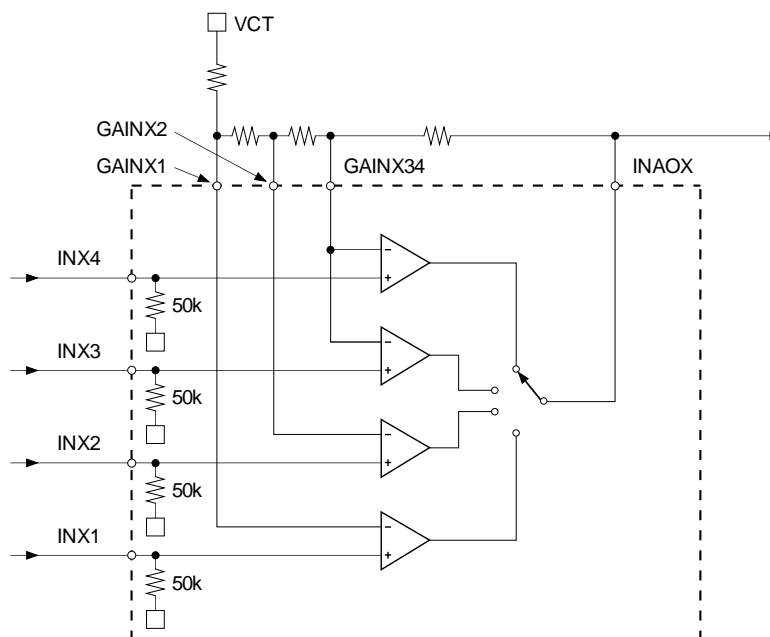 VCT
GAINX2
GAINX1
GAINX34
INAOX
INX4
-
+
50k
INX3
-
+
50k
INX2
-
+
50k
INX1
-
+
50k